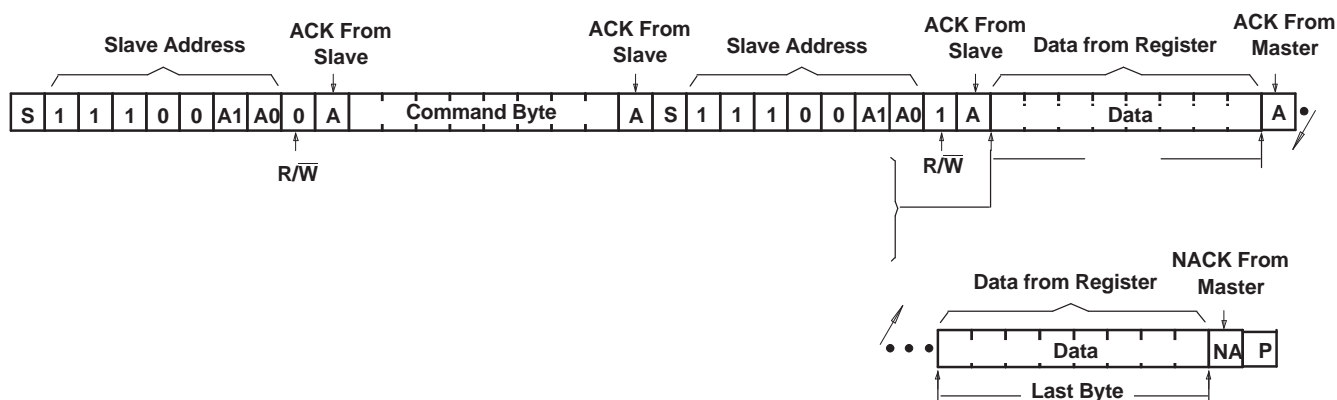 ACK From Slave
ACK From Slave
ACK From Slave
ACK From Master
Slave Address
Slave Address
Data from Register
S 1 1 1 0 0 A1 A0 0 A Command Byte A S 1 1 1 0 0 A1 A0 1 A Data A
R/W̅
R/W̅
NACK From Master
Data from Register
Data NA P
Last Byte